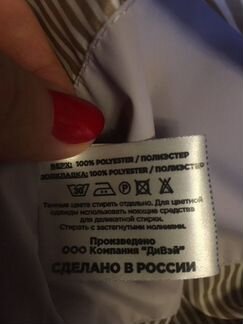 ВЕРХ: 100% POLYESTER / ПОЛИЭСТЕР
ПОДКЛАДКА: 100% POLYESTER / ПОЛИЭСТЕР
30 P
Темные цвета стирать отдельно. Для цветной
одежды использовать моющие средства
для деликатной стирки.
Стирать с застегнутыми молниями.
Произведено
ООО Компания "ДиВэй"
СДЕЛАНО В РОССИИ